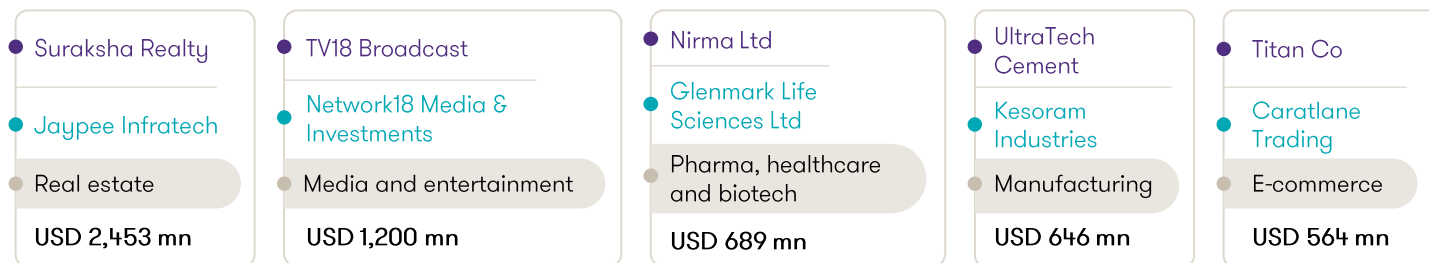 Suraksha Realty
Jaypee Infratech
Real estate
USD 2,453 mn
TV18 Broadcast
Network18 Media &
Investments
Media and entertainment
USD 1,200 mn
Nirma Ltd
Glenmark Life
Sciences Ltd
Pharma, healthcare
and biotech
USD 689 mn
UltraTech
Cement
Kesoram
Industries
Manufacturing
USD 646 mn
Titan Co
Caratlane
Trading
E-commerce
USD 564 mn